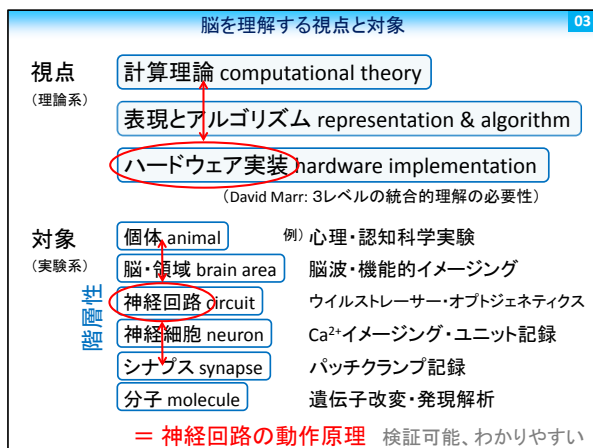 脳を理解する視点と対象
03
視点
(理論系)
計算理論 computational theory
表現とアルゴリズム representation & algorithm
ハードウェア実装 hardware implementation
(David Marr: 3レベルの統合的理解の必要性)
対象
(実験系)
階層性
個体 animal 例) 心理・認知科学実験
脳・領域 brain area 脳波・機能的イメージング
神経回路 circuit ウイルストレーサー・オプトジェネティクス
神経細胞 neuron Ca²⁺イメージング・ユニット記録
シナプス synapse パッチクランプ記録
分子 molecule 遺伝子改変・発現解析
= 神経回路の動作原理 検証可能、わかりやすい